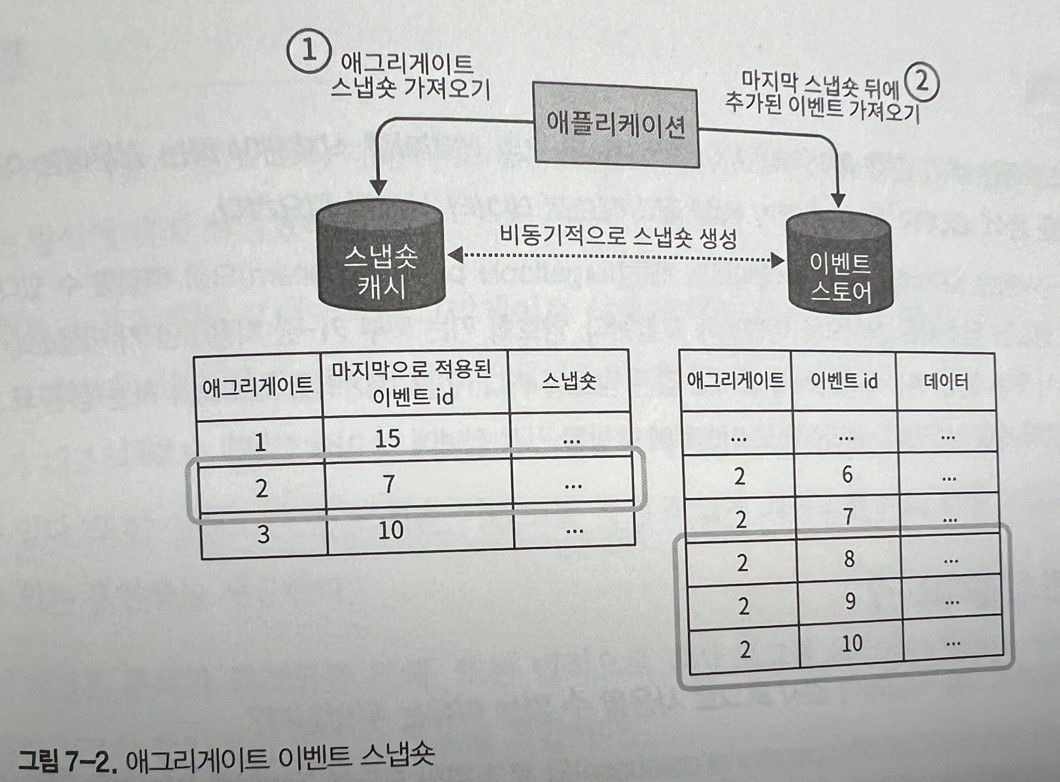 ① 애그리게이트
스냅숏 가져오기
마지막 스냅숏 뒤에 ②
추가된 이벤트 가져오기
애플리케이션
스냅숏
캐시
비동기적으로 스냅숏 생성
이벤트
스토어
애그리게이트 마지막으로 적용된 이벤트 id 스냅숏
1 15 ...
2 7 ...
3 10 ...
애그리게이트 이벤트 id 데이터
... ... ...
2 6 ...
2 7 ...
2 8 ...
2 9 ...
2 10 ...
그림 7-2. 애그리게이트 이벤트 스냅숏